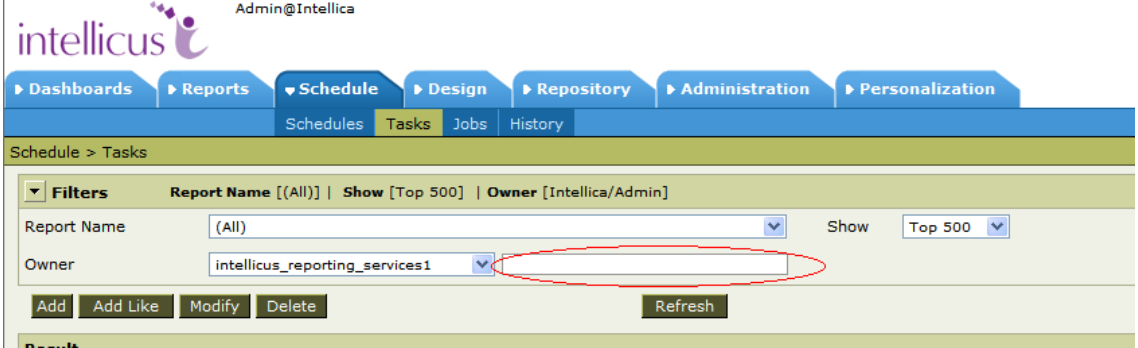 Admin@Intellica
intellicus
Dashboards Reports Schedule Design Repository Administration Personalization
Schedules Tasks Jobs History
Schedule > Tasks
Filters Report Name [(All)] | Show [Top 500] | Owner [Intellica/Admin]
Report Name (All) Show Top 500
Owner intellicus_reporting_services1
Add Add Like Modify Delete Refresh
Result